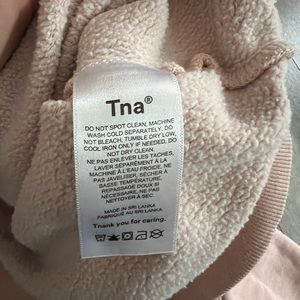 Tna®
DO NOT SPOT CLEAN, MACHINE
WASH COLD SEPARATELY, DO
NOT BLEACH, TUMBLE DRY LOW,
COOL IRON ONLY IF NEEDED, DO
NOT DRY CLEAN.
NE PAS ENLEVER LES TACHES,
LAVER SÉPARÉMENT À LA
MACHINE À L'EAU FROIDE, NE
PAS JAVELISER, SÉCHER À
BASSE TEMPÉRATURE,
REPASSAGE DOUX SI
NÉCESSAIRE, NE PAS
NETTOYER À SEC.
MADE IN SRI LANKA
FABRIQUÉ AU SRI LANKA
Thank you for caring.